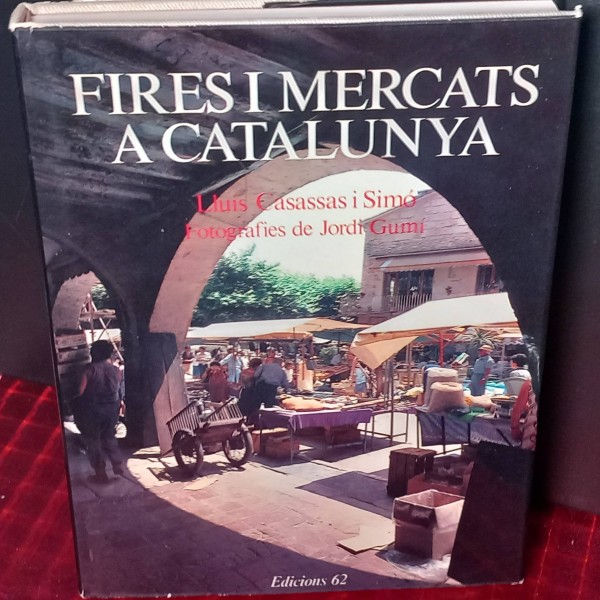 FIRES I MERCATS
A CATALUNYA
Lluís Casassas i Simó
Fotografies de Jordi Gumí
Edicions 62